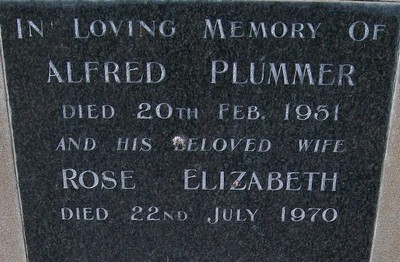 In Loving Memory Of
ALFRED PLUMMER
DIED 20TH FEB. 1951
AND HIS BELOVED WIFE
ROSE ELIZABETH
DIED 22ND JULY 1970